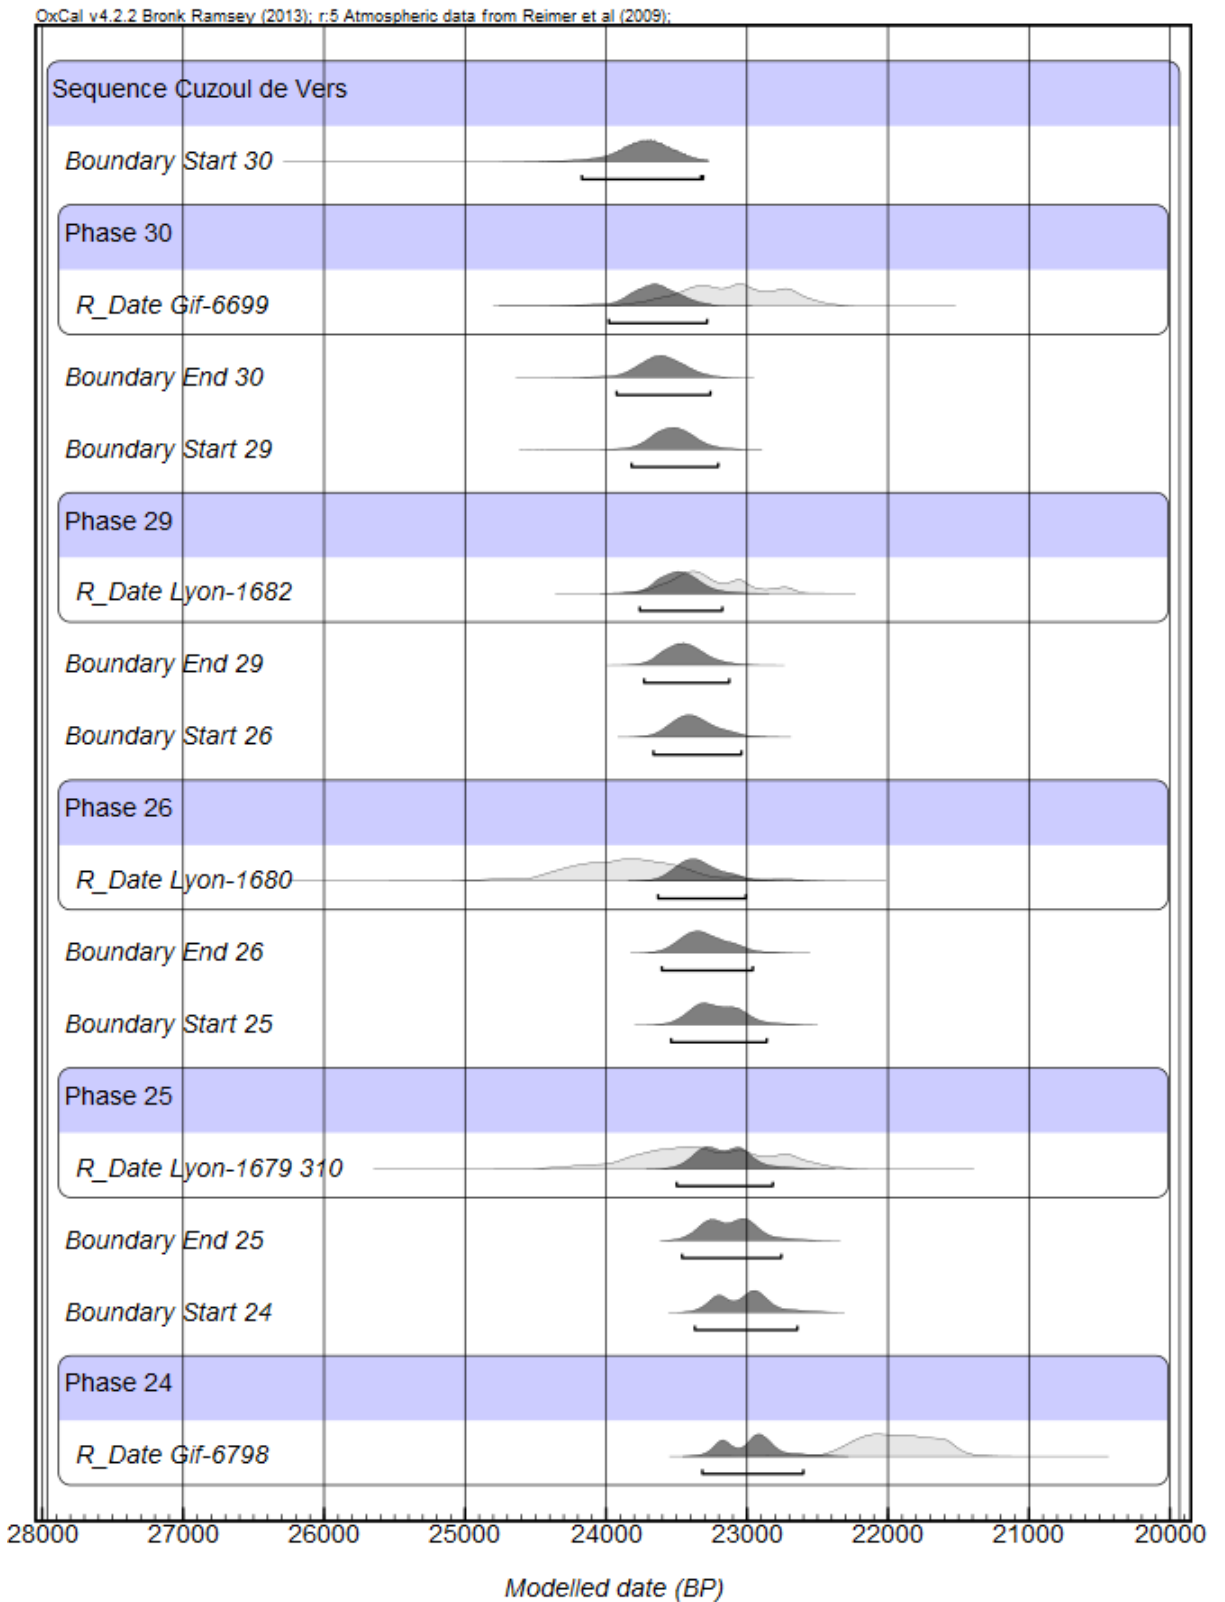 OxCal v4.2.2 Bronk Ramsey (2013); r:5 Atmospheric data from Reimer et al (2009);
Sequence Cuzoul de Vers
Boundary Start 30
Phase 30
R_Date Gif-6699
Boundary End 30
Boundary Start 29
Phase 29
R_Date Lyon-1682
Boundary End 29
Boundary Start 26
Phase 26
R_Date Lyon-1680
Boundary End 26
Boundary Start 25
Phase 25
R_Date Lyon-1679 310
Boundary End 25
Boundary Start 24
Phase 24
R_Date Gif-6798
28000 27000 26000 25000 24000 23000 22000 21000 20000
Modelled date (BP)